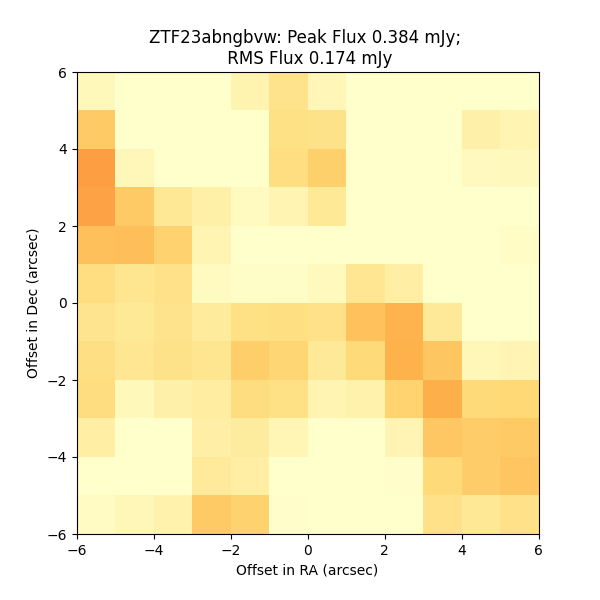 ZTF23abngbvw: Peak Flux 0.384 mJy;
RMS Flux 0.174 mJy
6
4
2
0
−2
−4
−6
Offset in Dec (arcsec)
−6 −4 −2 0 2 4 6
Offset in RA (arcsec)